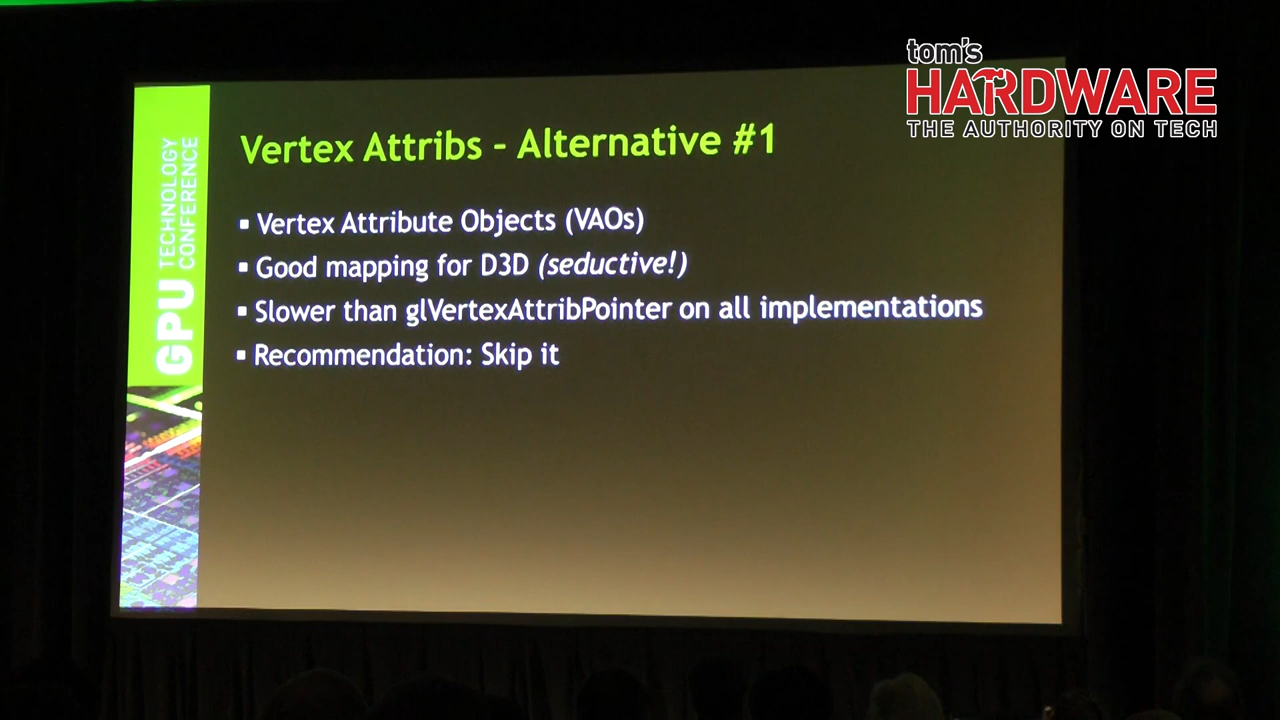 tom's
HARDWARE
THE AUTHORITY ON TECH
GPU TECHNOLOGY
CONFERENCE
Vertex Attribs – Alternative #1
▪ Vertex Attribute Objects (VAOs)
▪ Good mapping for D3D (seductive!)
▪ Slower than glVertexAttribPointer on all implementations
▪ Recommendation: Skip it